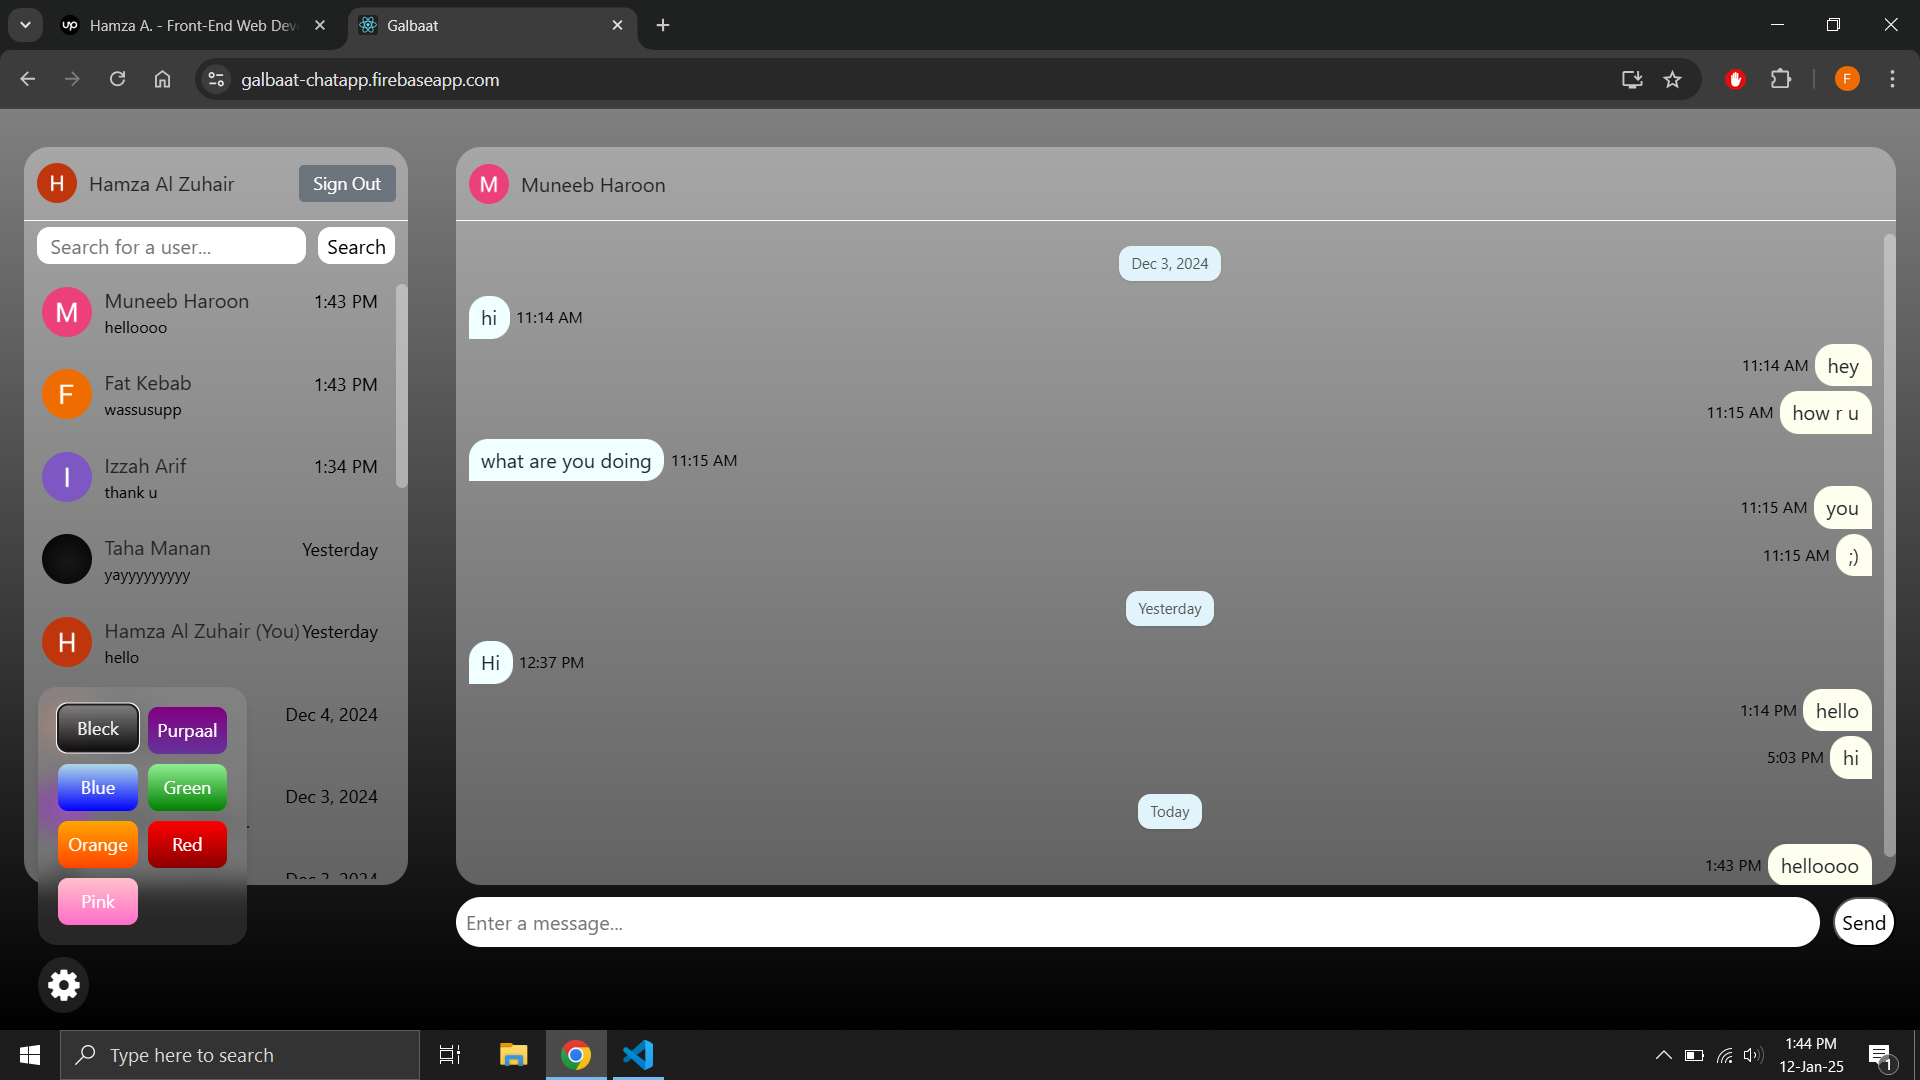 Hamza A. - Front-End Web Dev
Galbaat
galbaat-chatapp.firebaseapp.com
F
H
Hamza Al Zuhair
Sign Out
Search for a user...
Search
M
Muneeb Haroon
1:43 PM
helloooo
F
Fat Kebab
1:43 PM
wassusupp
I
Izzah Arif
1:34 PM
thank u
Taha Manan
Yesterday
yayyyyyyyyy
H
Hamza Al Zuhair (You)
Yesterday
hello
Dec 4, 2024
Dec 3, 2024
Dec 3, 2024
Bleck
Purpaal
Blue
Green
Orange
Red
Pink
M
Muneeb Haroon
Dec 3, 2024
hi
11:14 AM
11:14 AM
hey
11:15 AM
how r u
what are you doing
11:15 AM
11:15 AM
you
11:15 AM
;)
Yesterday
Hi
12:37 PM
1:14 PM
hello
5:03 PM
hi
Today
1:43 PM
helloooo
Enter a message...
Send
Type here to search
1:44 PM
12-Jan-25
1